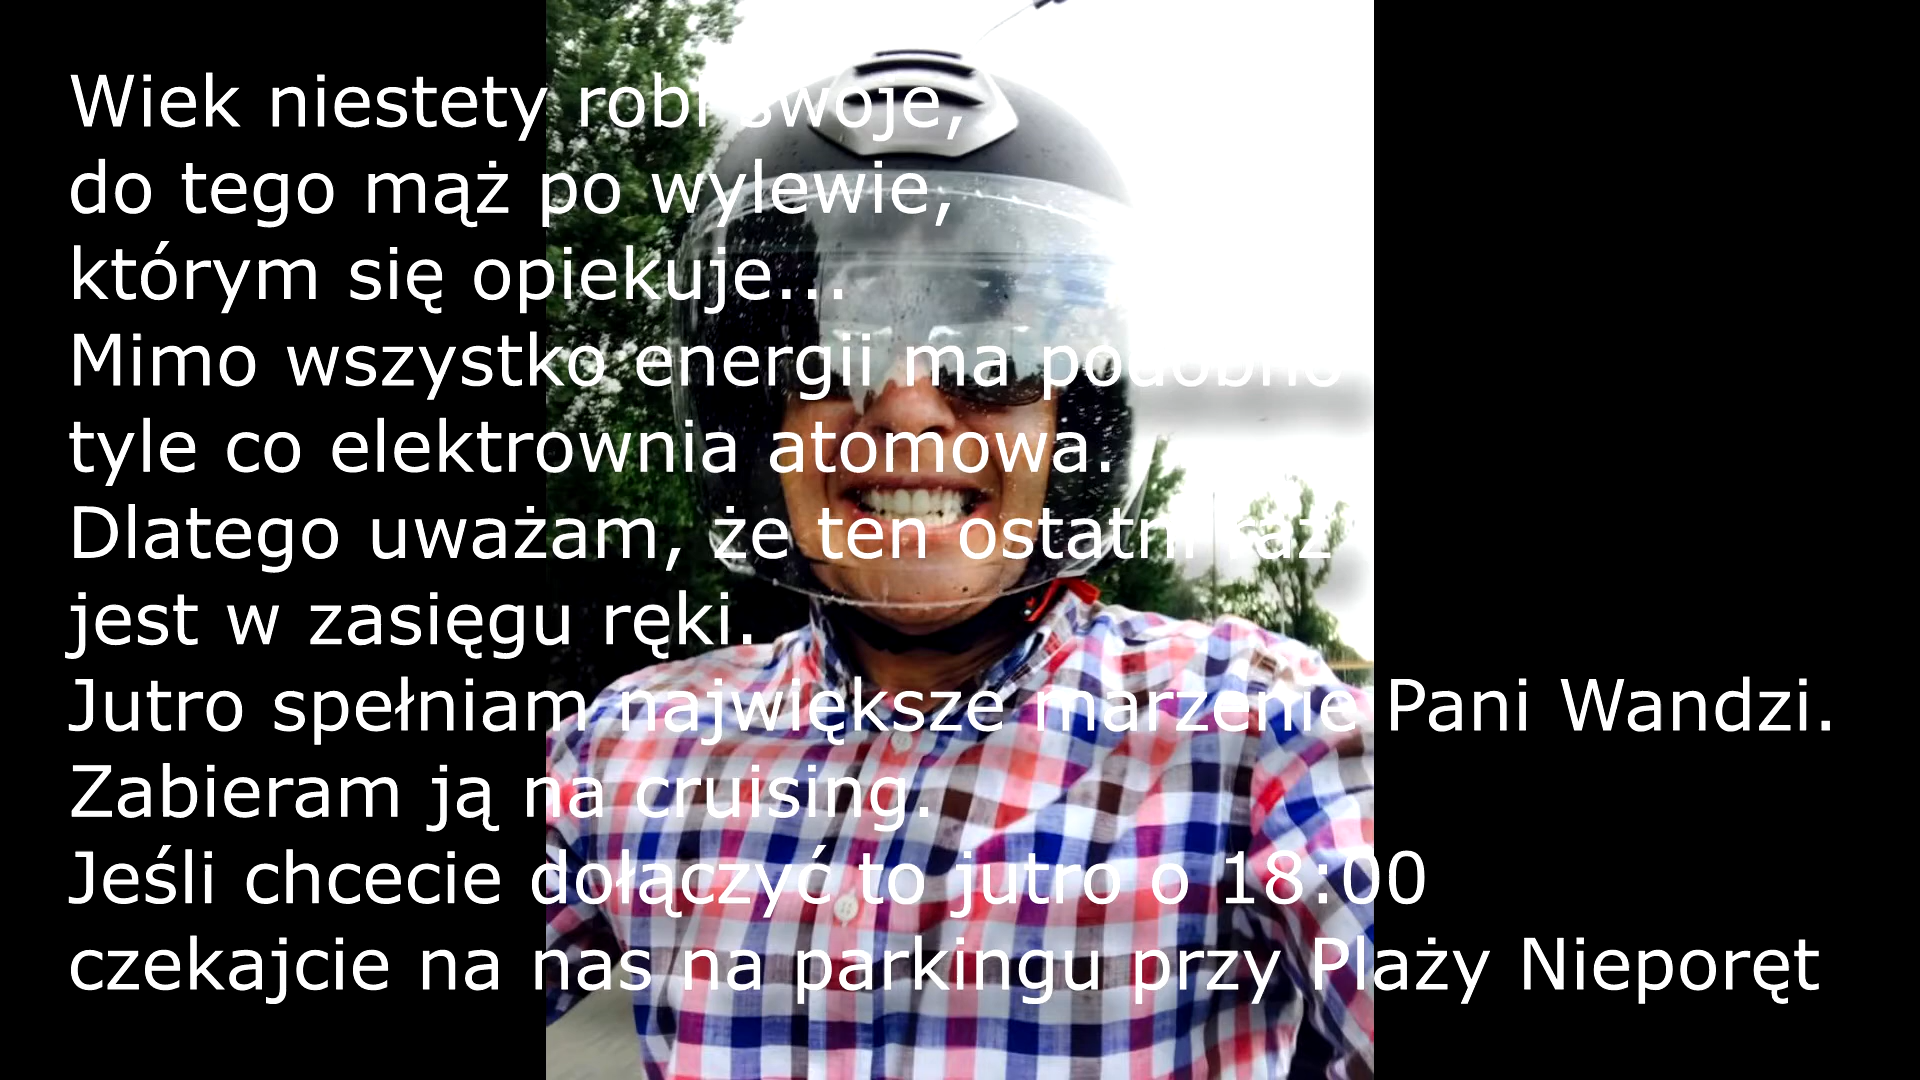 Wiek niestety robi swoje,
do tego mąż po wylewie,
którym się opiekuje...
Mimo wszystko energii ma podobno
tyle co elektrownia atomowa.
Dlatego uważam, że ten ostatni raz
jest w zasięgu ręki.
Jutro spełniam największe marzenie Pani Wandzi.
Zabieram ją na cruising.
Jeśli chcecie dołączyć to jutro o 18:00
czekajcie na nas na parkingu przy Plaży Nieporęt